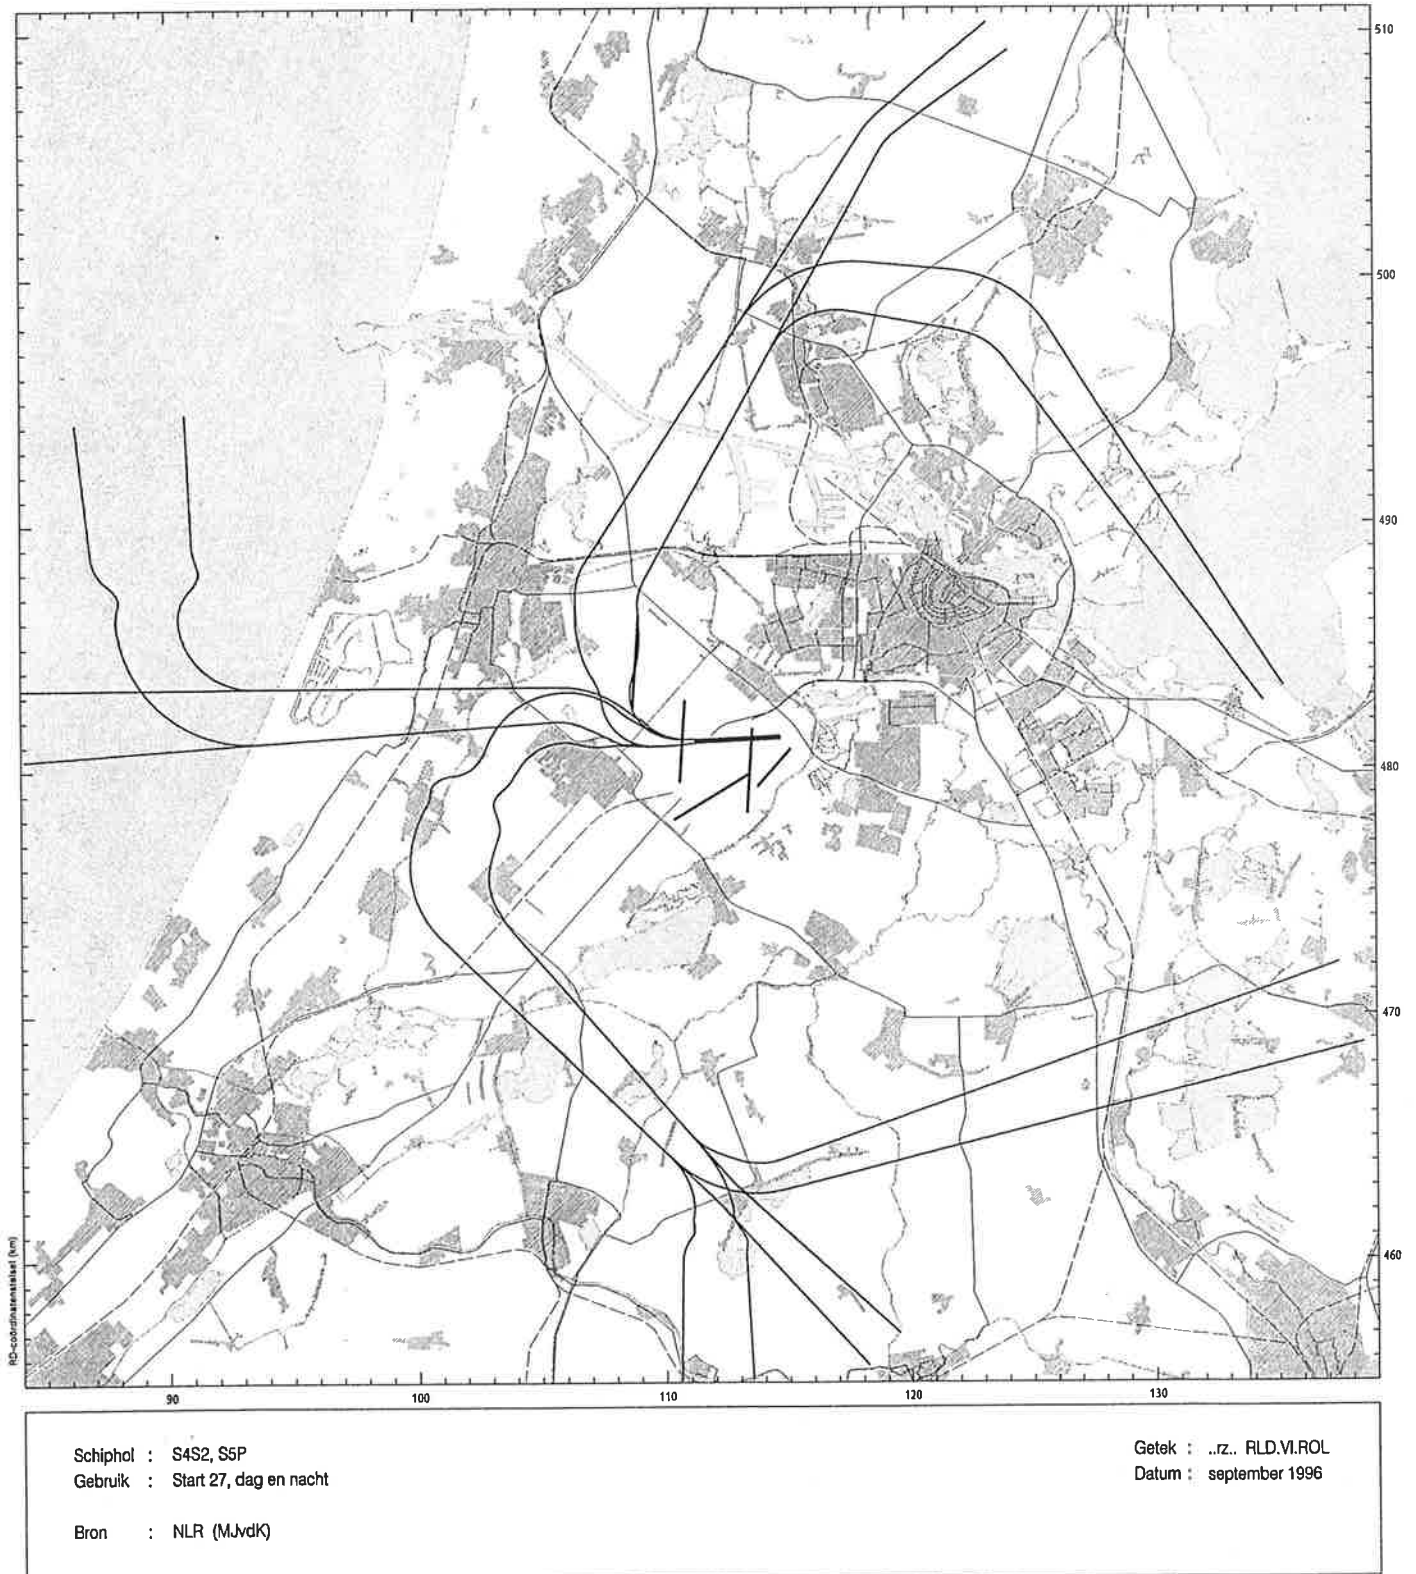 510
500
490
480
470
460
RD-coordinatenstelsel (km)
90
100
110
120
130
Schiphol : S4S2, S5P
Gebruik : Start 27, dag en nacht
Bron : NLR (MJvdK)
Getek : ..rz.. RLD.VI.ROL
Datum : september 1996